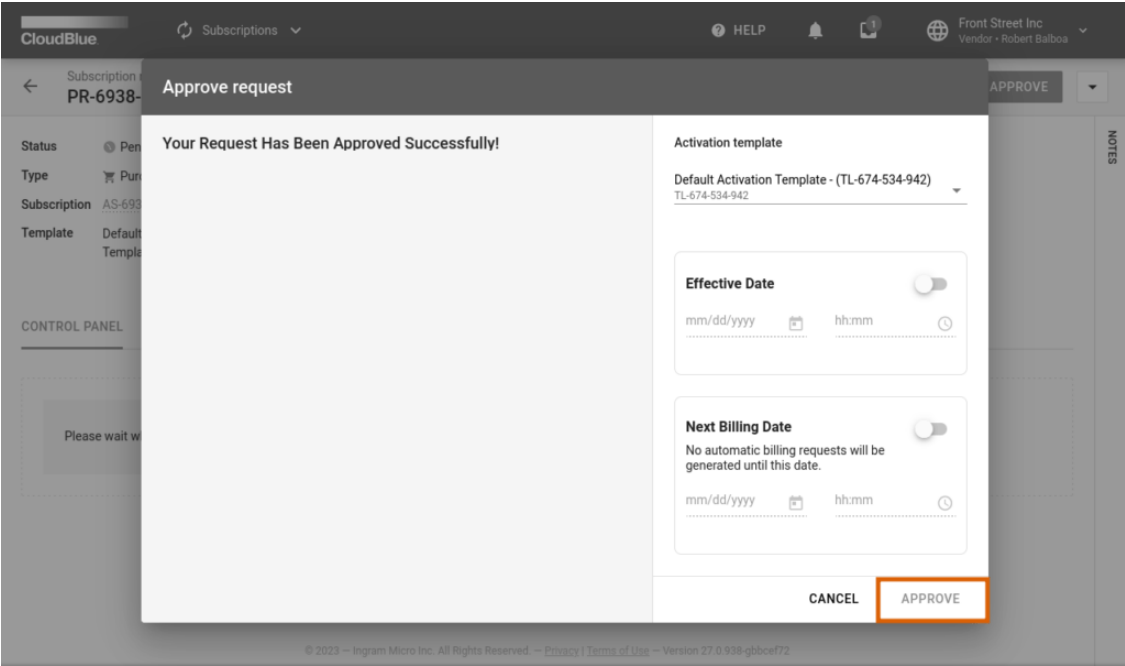 CloudBlue
Subscriptions
HELP
1
Front Street Inc
Vendor • Robert Balboa
Subscription
PR-6938-
APPROVE
Approve request
NOTES
Status
Pen
Type
Pur
Subscription AS-693
Template Default
Templa
CONTROL PANEL
Please wait w
Your Request Has Been Approved Successfully!
Activation template
Default Activation Template - (TL-674-534-942)
TL-674-534-942
Effective Date
mm/dd/yyyy hh:mm
Next Billing Date
No automatic billing requests will be
generated until this date.
mm/dd/yyyy hh:mm
CANCEL APPROVE
© 2023 – Ingram Micro Inc. All Rights Reserved. – Privacy | Terms of Use – Version 27.0.938-gbbcef72